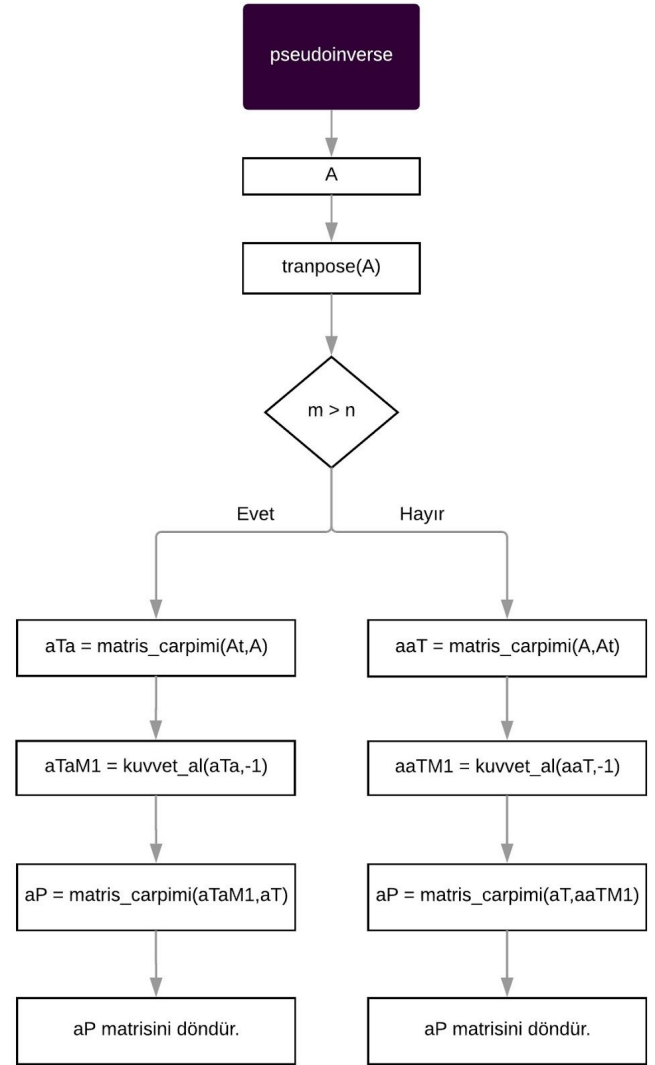 pseudoinverse
A
tranpose(A)
m > n
Evet
Hayır
aTa = matris_carpimi(At,A)
aaT = matris_carpimi(A,At)
aTaM1 = kuvvet_al(aTa,-1)
aaTM1 = kuvvet_al(aaT,-1)
aP = matris_carpimi(aTaM1,aT)
aP = matris_carpimi(aT,aaTM1)
aP matrisini döndür.
aP matrisini döndür.